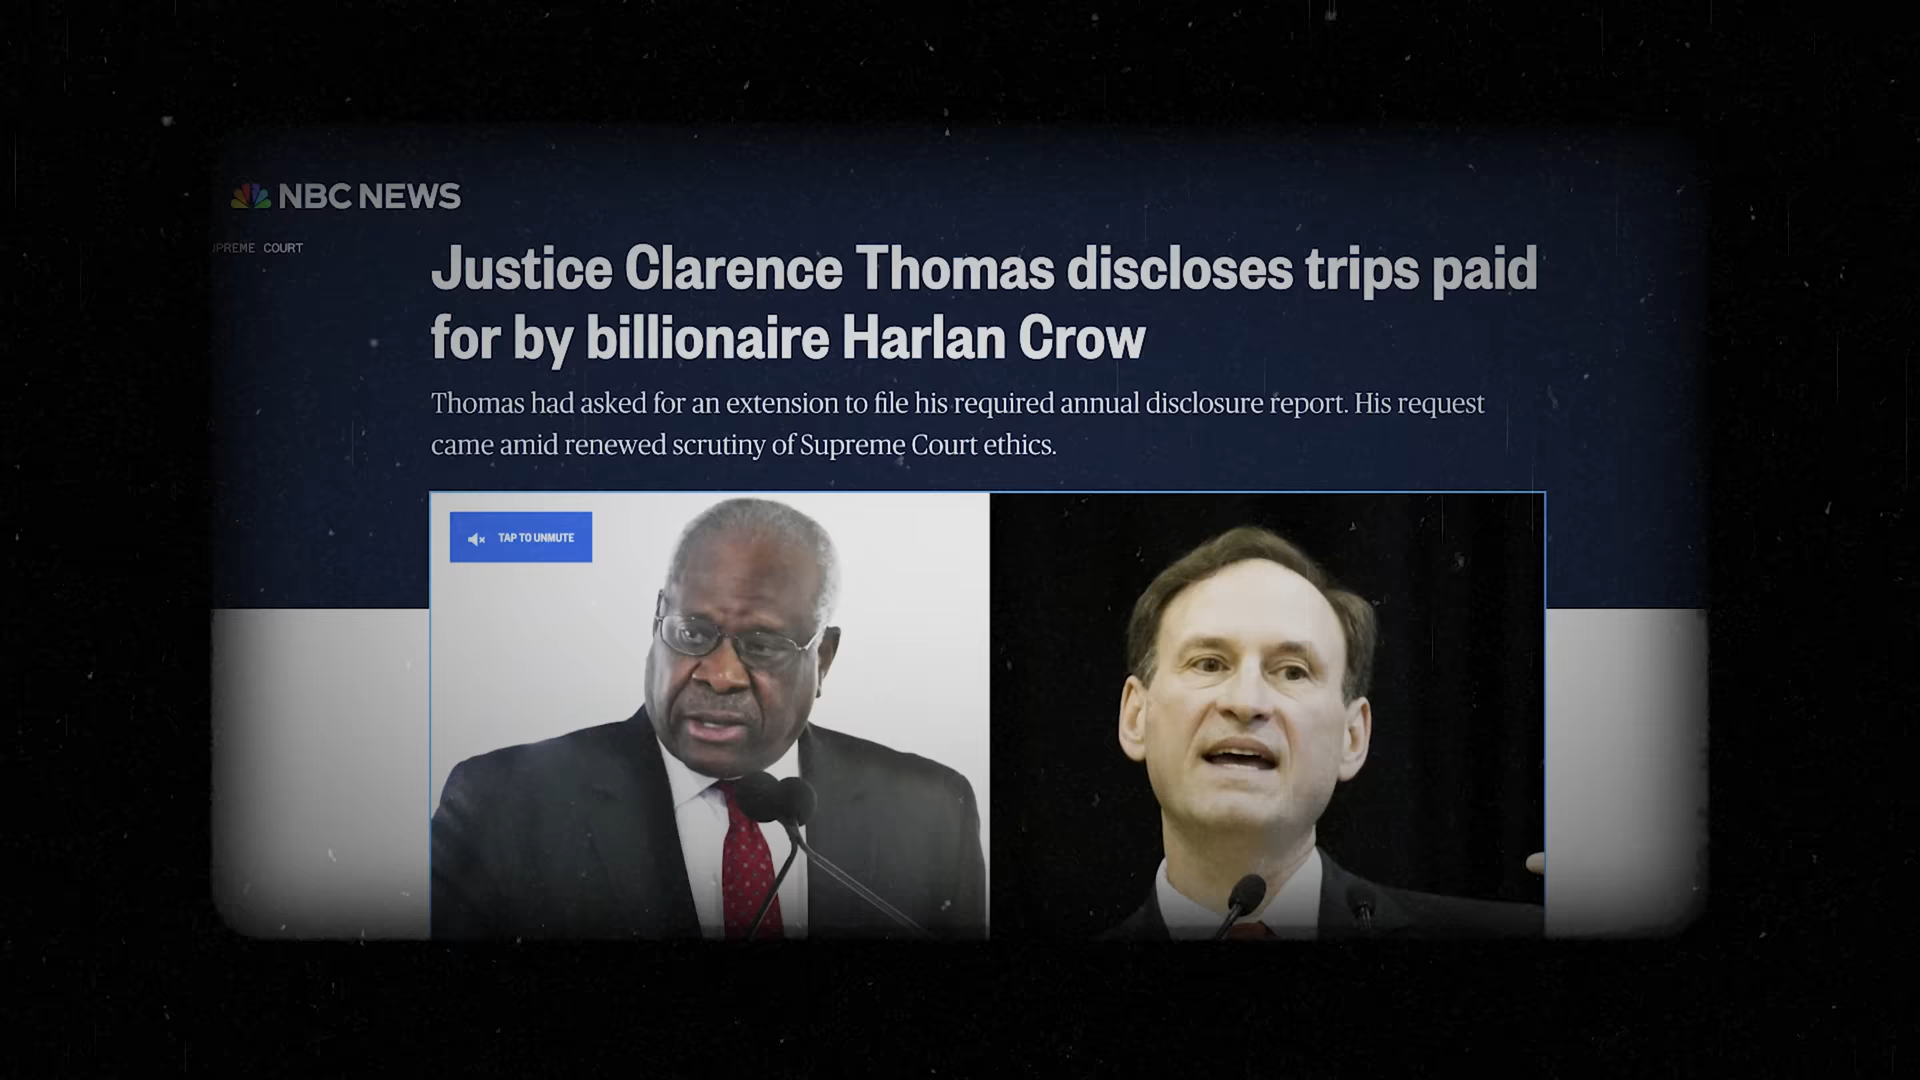 NBC NEWS
UPREME COURT
Justice Clarence Thomas discloses trips paid
for by billionaire Harlan Crow
Thomas had asked for an extension to file his required annual disclosure report. His request
came amid renewed scrutiny of Supreme Court ethics.
TAP TO UNMUTE